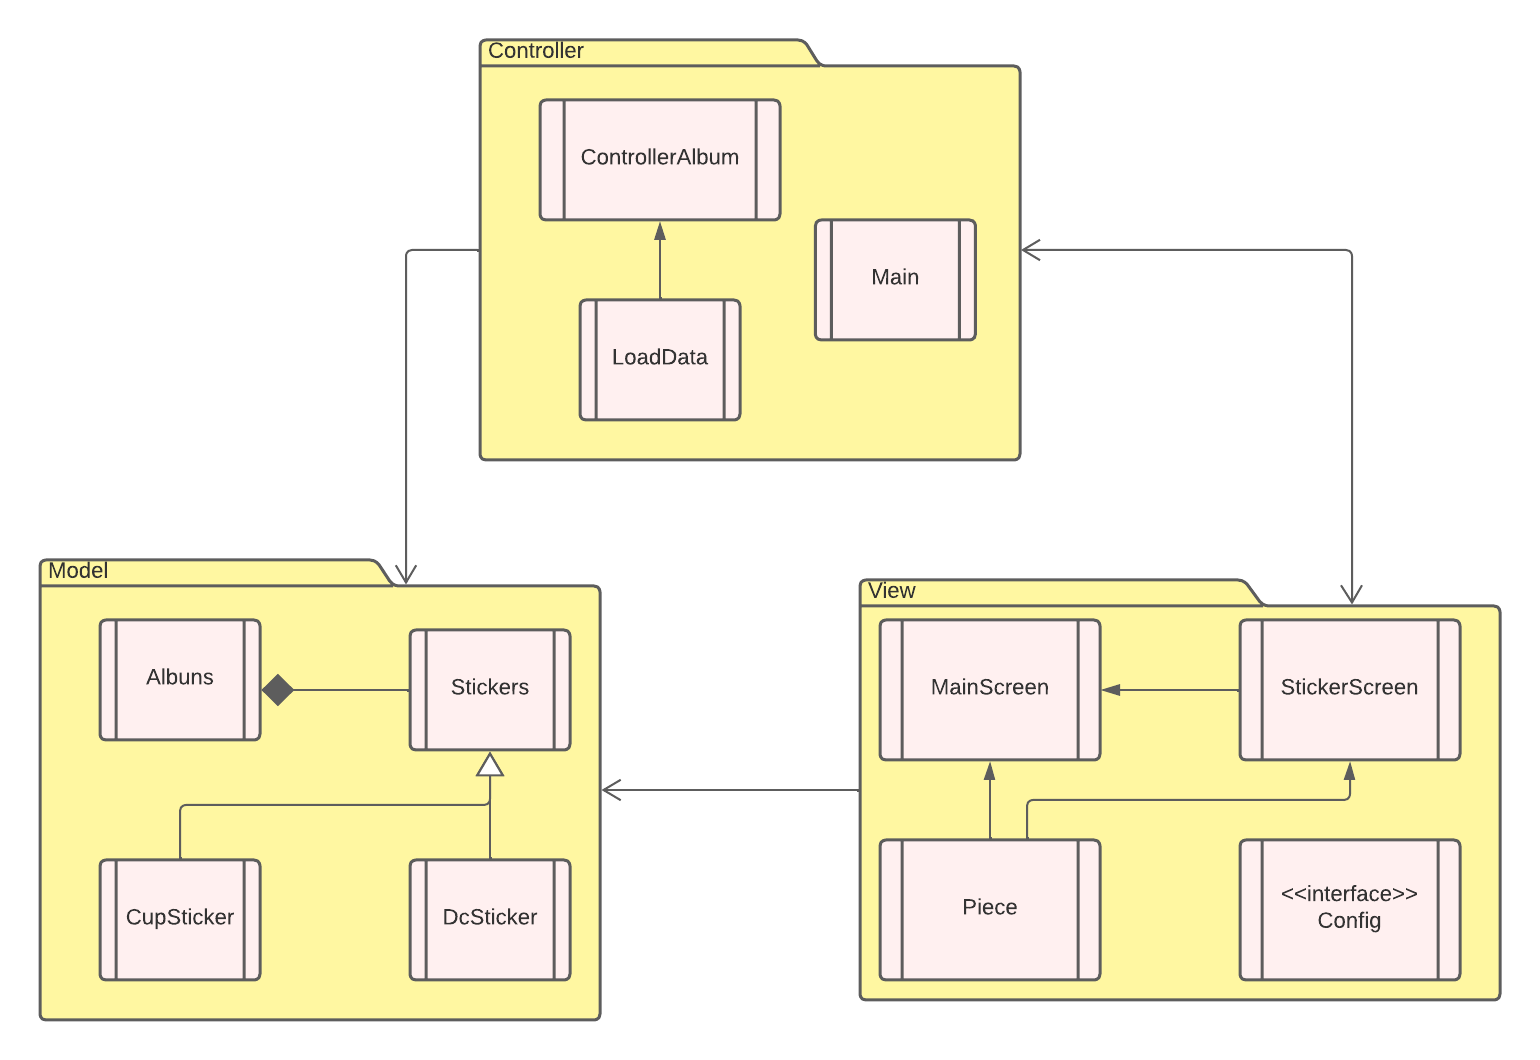 Controller
ControllerAlbum
Main
LoadData
Model
Albuns
Stickers
CupSticker
DcSticker
View
MainScreen
StickerScreen
Piece
<<interface>>
Config